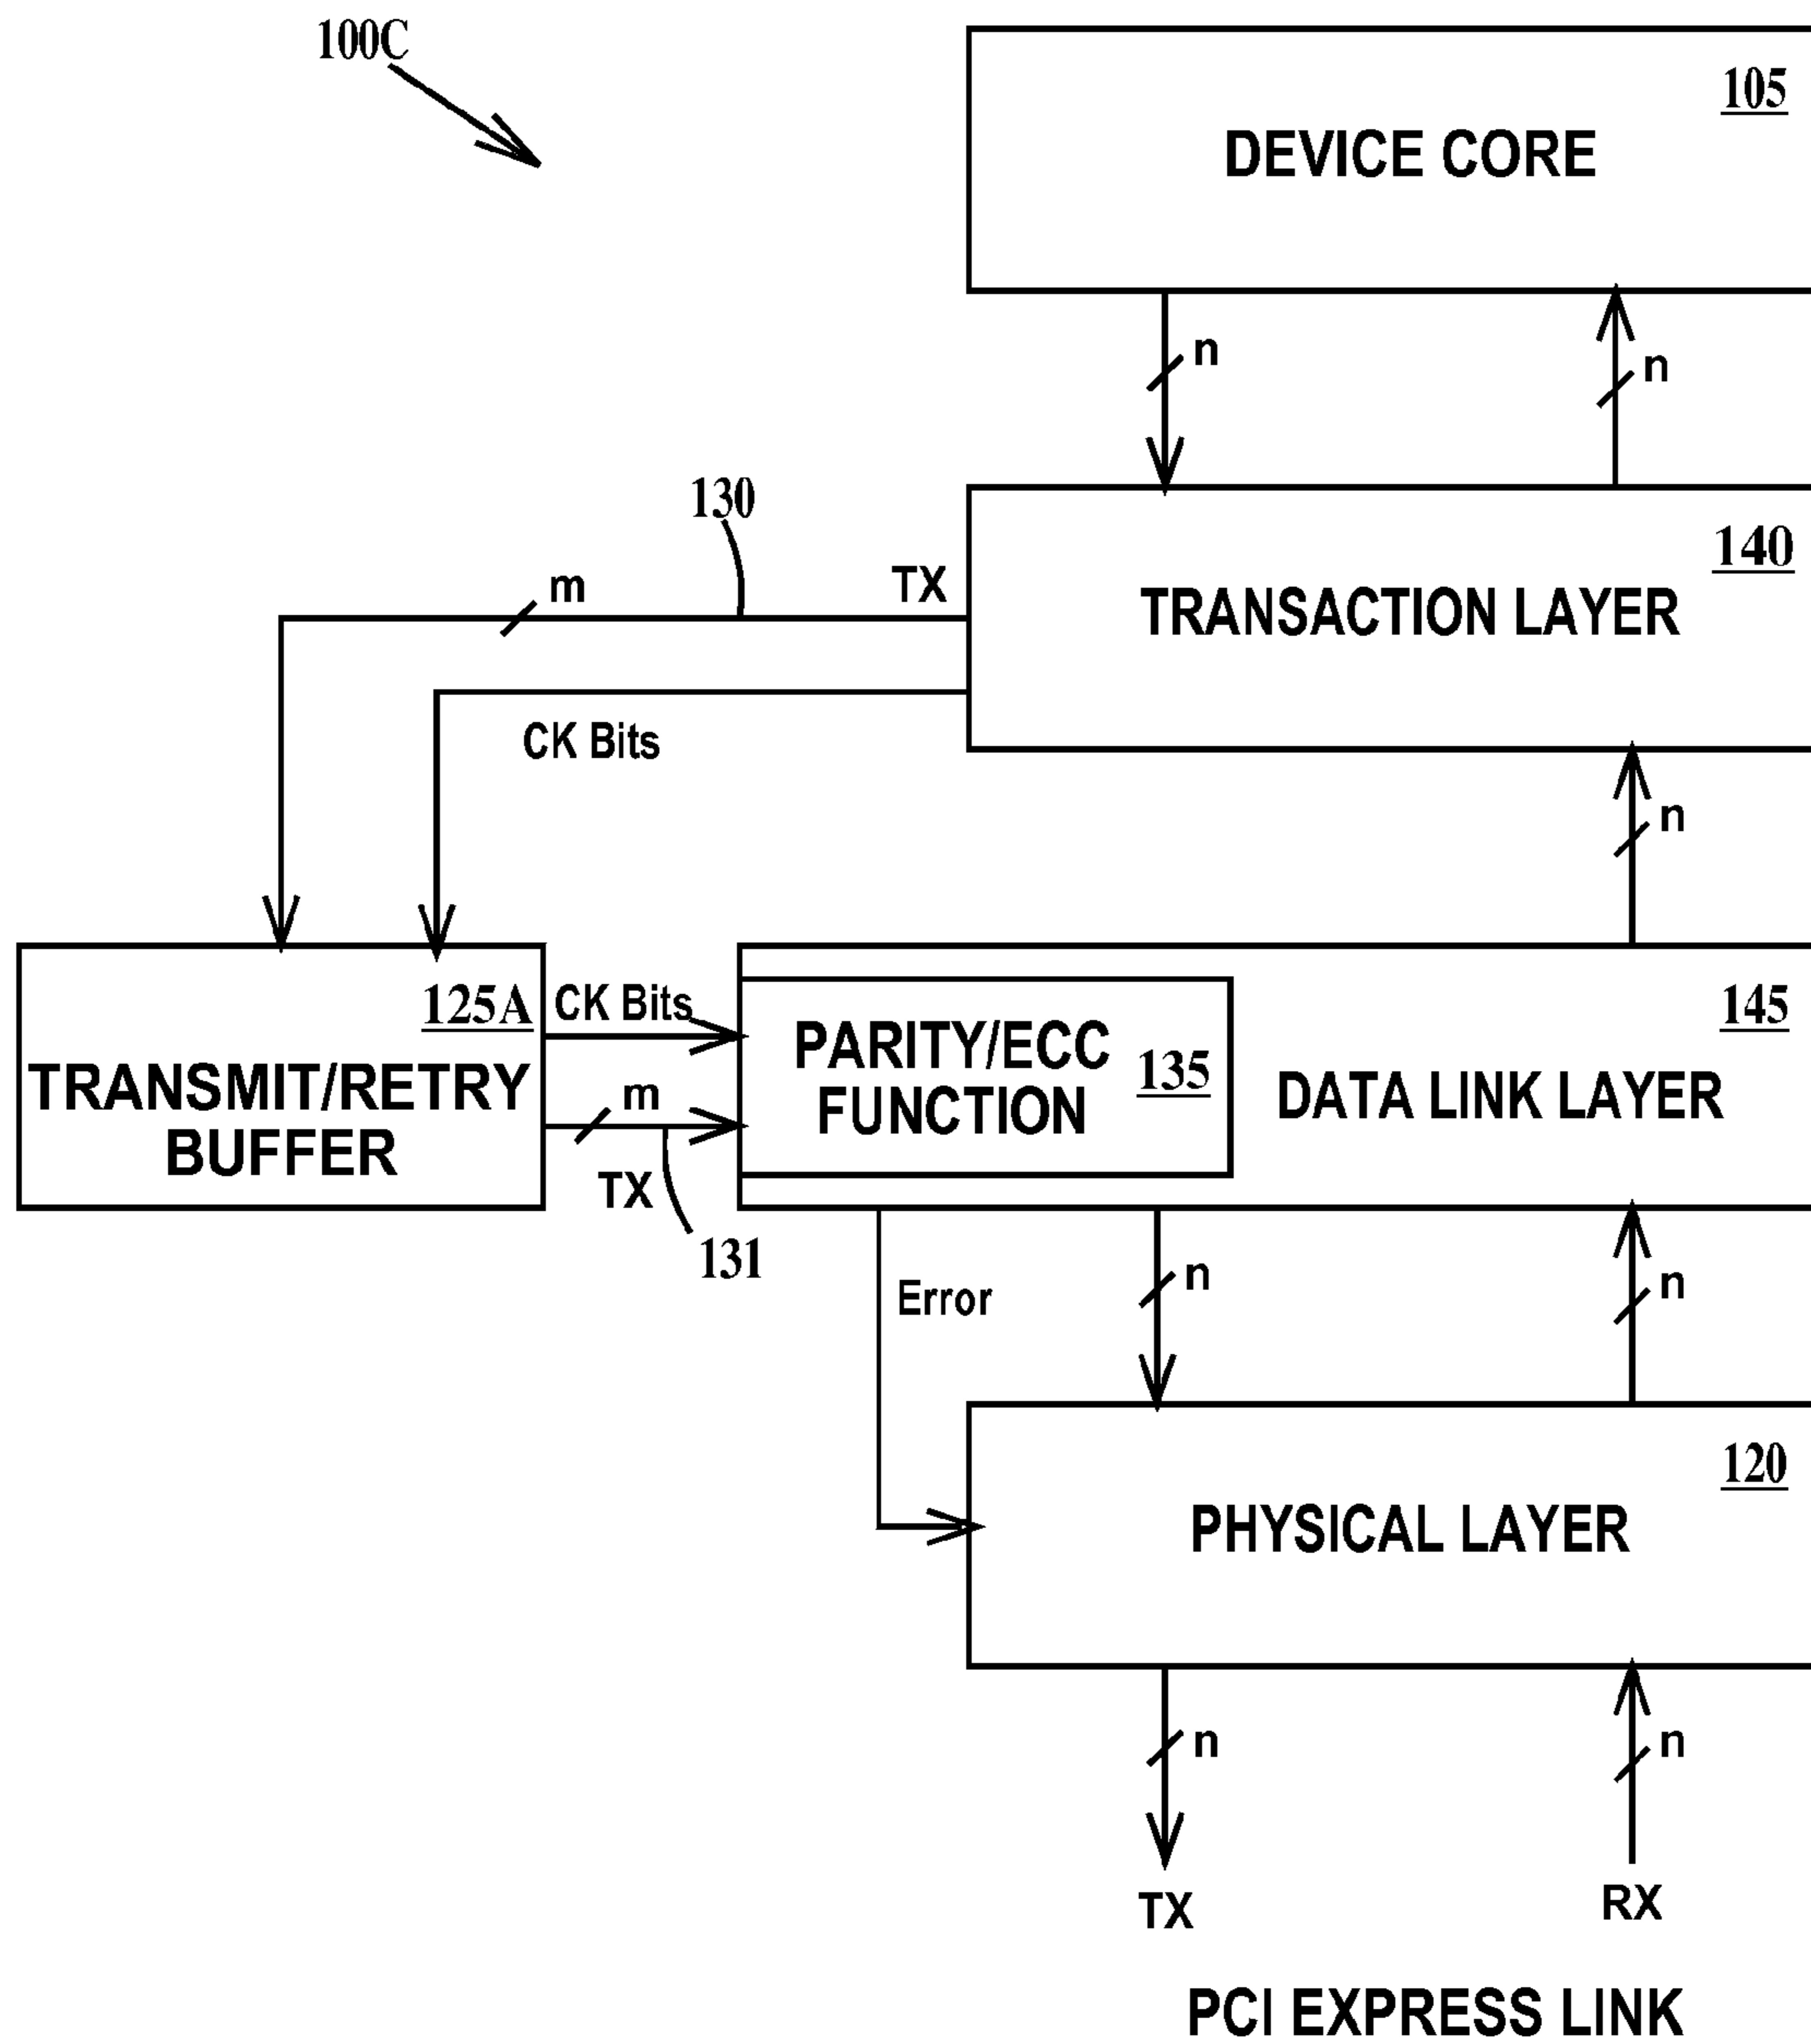 100C
105
DEVICE CORE
n
n
130
140
m
TX
TRANSACTION LAYER
CK Bits
n
125A
CK Bits
145
PARITY/ECC
FUNCTION
135
TRANSMIT/RETRY
BUFFER
m
DATA LINK LAYER
TX
131
Error
n
n
120
PHYSICAL LAYER
n
n
TX
RX
PCI EXPRESS LINK